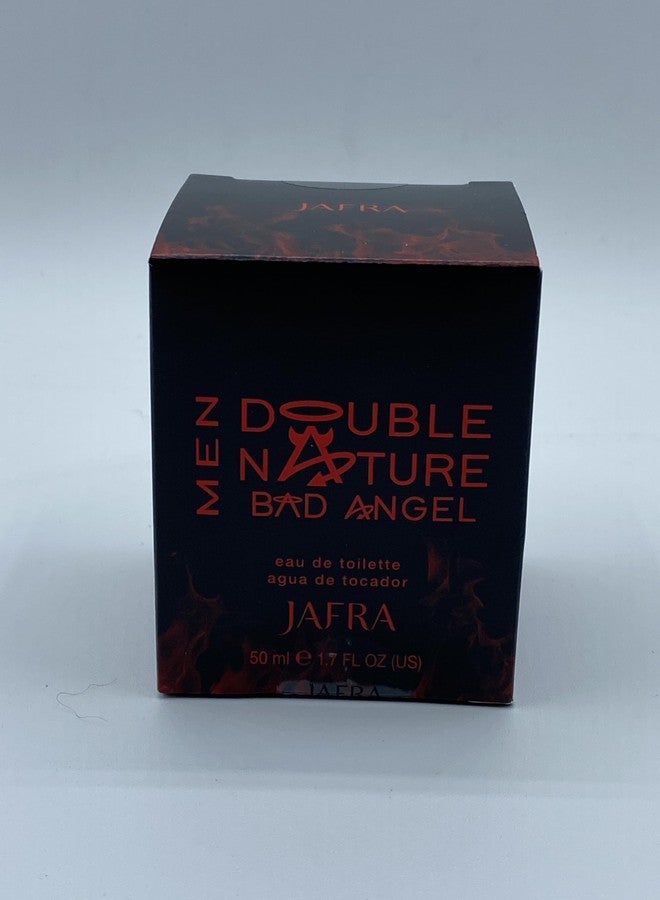 JAFRA
MEN
DOUBLE
NATURE
BAD ANGEL
eau de toilette
agua de tocador
JAFRA
50 ml e 1.7 FL OZ (US)
JAFRA